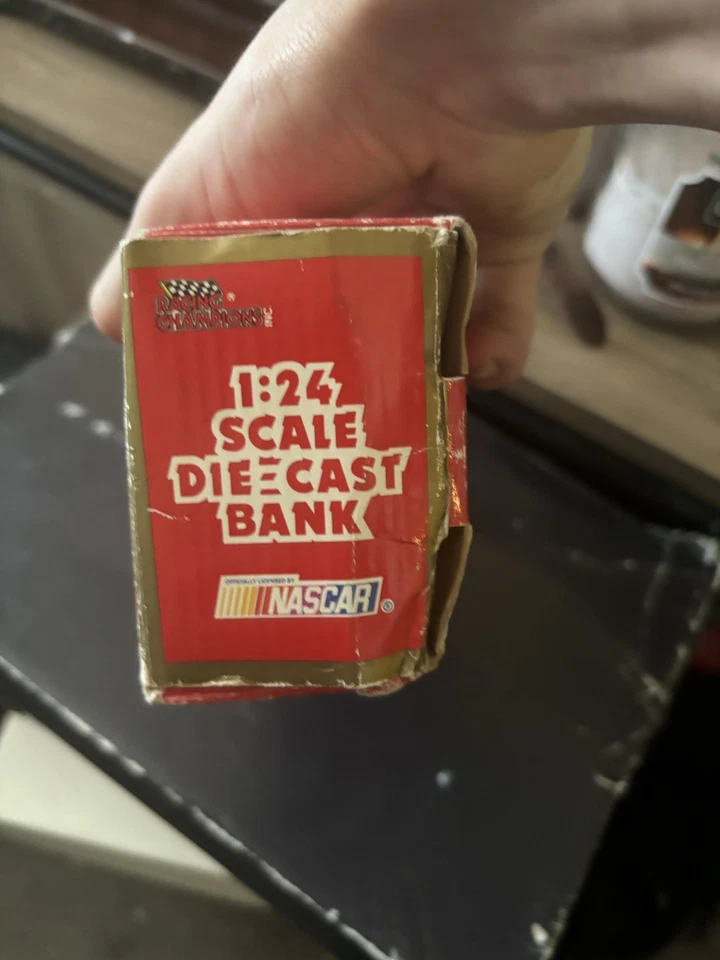 RACING ®
CHAMPIONS INC
1:24
SCALE
DIE-CAST
BANK
OFFICIALLY LICENSED BY
NASCAR ®